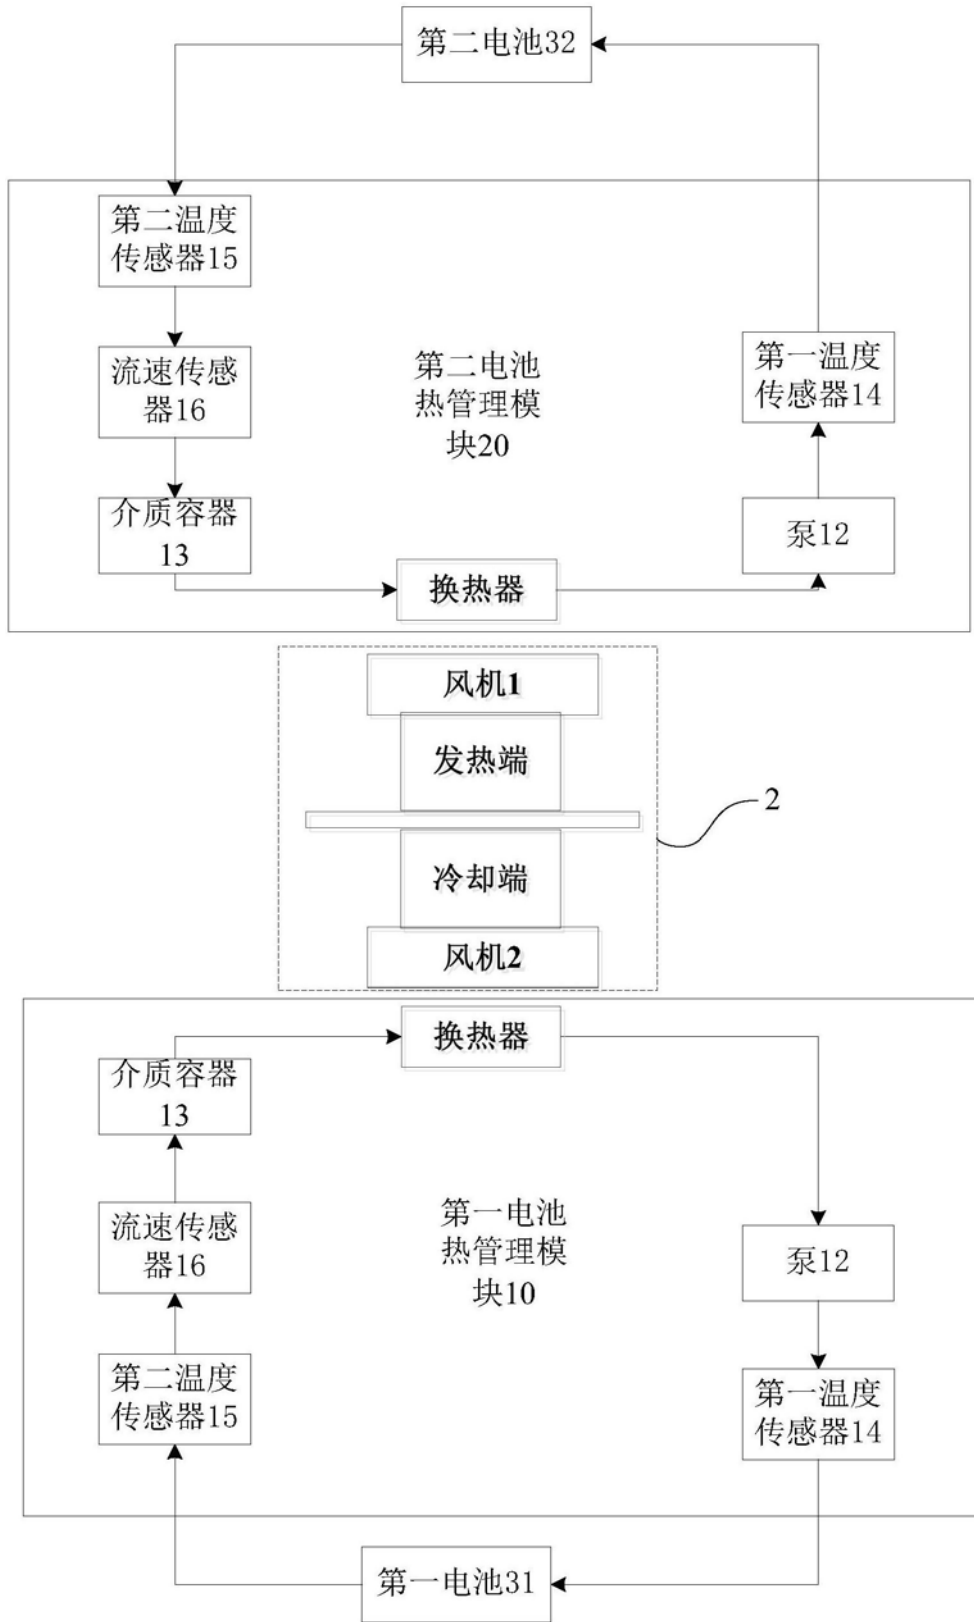 第二电池32
第二温度
传感器15
流速传感
器16
介质容器
13
第二电池
热管理模
块20
第一温度
传感器14
泵12
换热器
风机1
发热端
冷却端
风机2
2
换热器
介质容器
13
流速传感
器16
第二温度
传感器15
第一电池
热管理模
块10
泵12
第一温度
传感器14
第一电池31